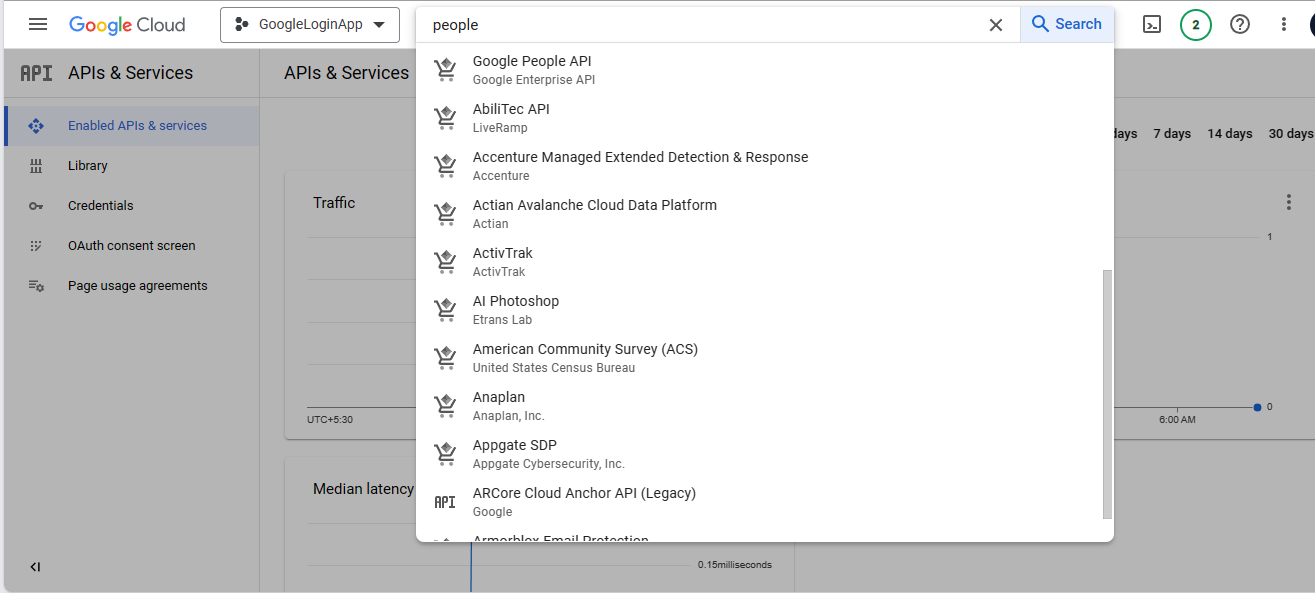 Google Cloud
GoogleLoginApp
people
Search
2
API APIs & Services
APIs & Services
Enabled APIs & services
Library
Credentials
OAuth consent screen
Page usage agreements
Google People API
Google Enterprise API
AbiliTec API
LiveRamp
Accenture Managed Extended Detection & Response
Accenture
Actian Avalanche Cloud Data Platform
Actian
ActivTrak
ActivTrak
AI Photoshop
Etrans Lab
American Community Survey (ACS)
United States Census Bureau
Anaplan
Anaplan, Inc.
Appgate SDP
Appgate Cybersecurity, Inc.
API ARCore Cloud Anchor API (Legacy)
Google
Armorblox Email Protection
days 7 days 14 days 30 days
Traffic
1
0
UTC+5:30
6:00 AM
Median latency
0.15milliseconds